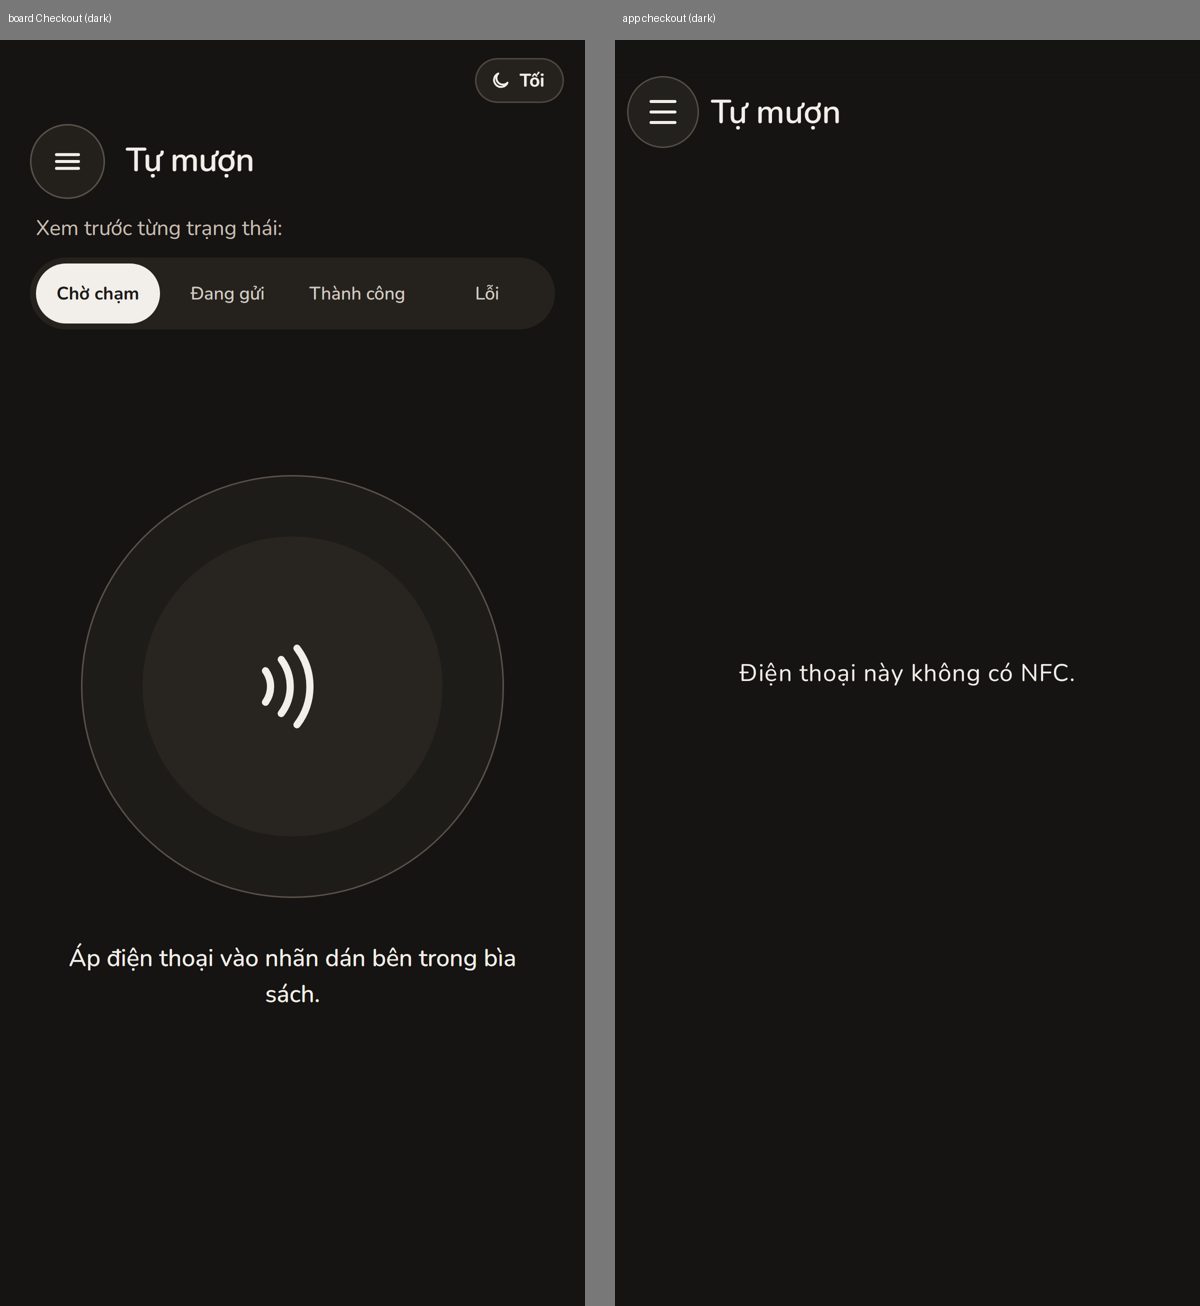 board Checkout (dark)
Tối
Tự mượn
Xem trước từng trạng thái:
Chờ chạm
Đang gửi
Thành công
Lỗi
Áp điện thoại vào nhãn dán bên trong bìa
sách.
app checkout (dark)
Tự mượn
Điện thoại này không có NFC.